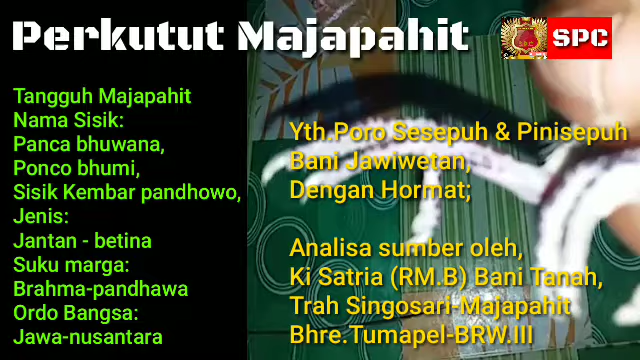 Perkutut Majapahit
SPC
Tangguh Majapahit
Nama Sisik:
Panca bhuwana,
Ponco bhumi,
Sisik Kembar pandhowo,
Jenis:
Jantan - betina
Suku marga:
Brahma-pandhawa
Ordo Bangsa:
Jawa-nusantara
Yth.Poro Sesepuh & Pinisepuh
Bani Jawiwetan,
Dengan Hormat;
Analisa sumber oleh,
Ki Satria (RM.B) Bani Tanah,
Trah Singosari-Majapahit
Bhre.Tumapel-BRW.III